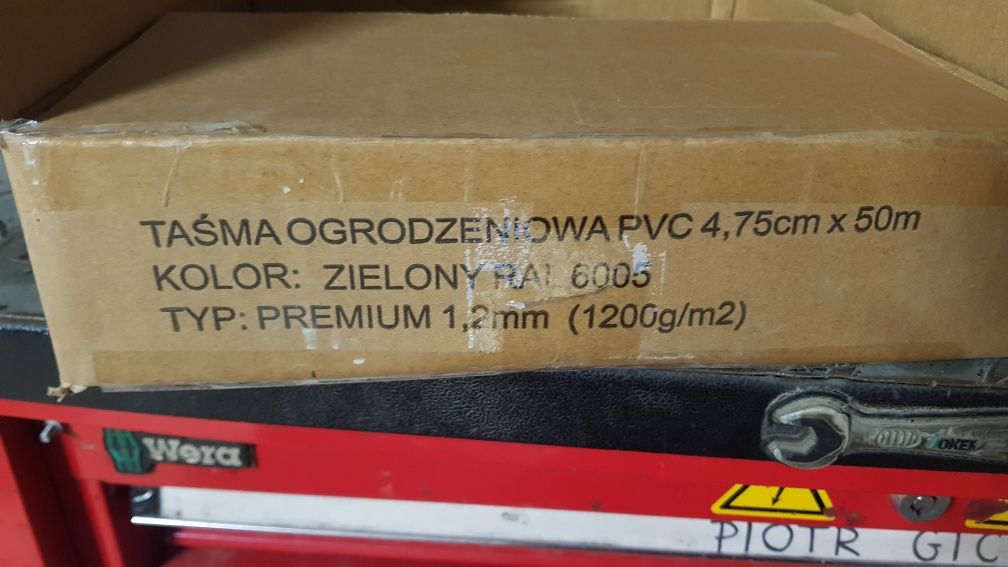 TAŚMA OGRODZENIOWA PVC 4,75cm x 50m
KOLOR: ZIELONY RAL 6005
TYP: PREMIUM 1,2mm (1200g/m2)
Wera
PIOTR